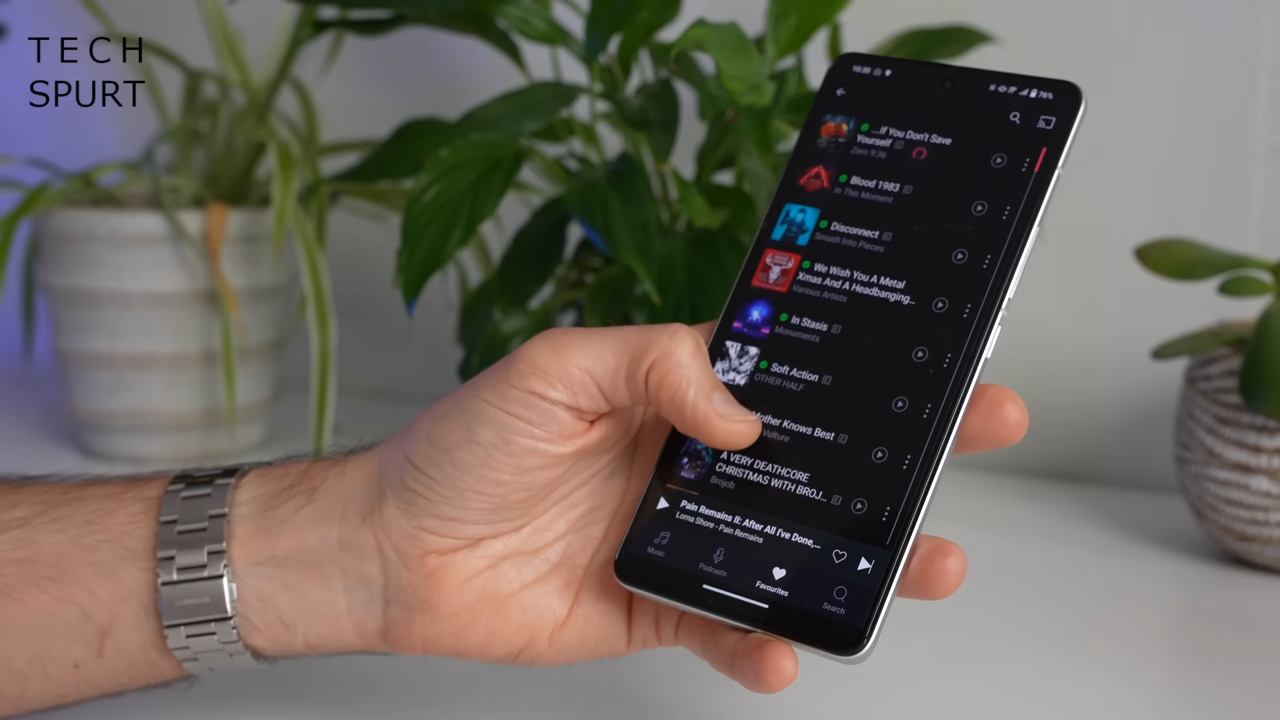 TECH
SPURT
10:30
76%
...If You Don't Save
Yourself E
Zero 9:36
Blood 1983 E
In This Moment
Disconnect E
Smash Into Pieces
We Wish You A Metal
Xmas And A Headbanging...
Various Artists
In Stasis E
Monuments
Soft Action E
OTHER HALF
Mother Knows Best E
Vulture
A VERY DEATHCORE
CHRISTMAS WITH BROJ... E
Brojob
Pain Remains II: After All I've Done,...
Lorna Shore - Pain Remains
Music
Podcasts
Favourites
Search